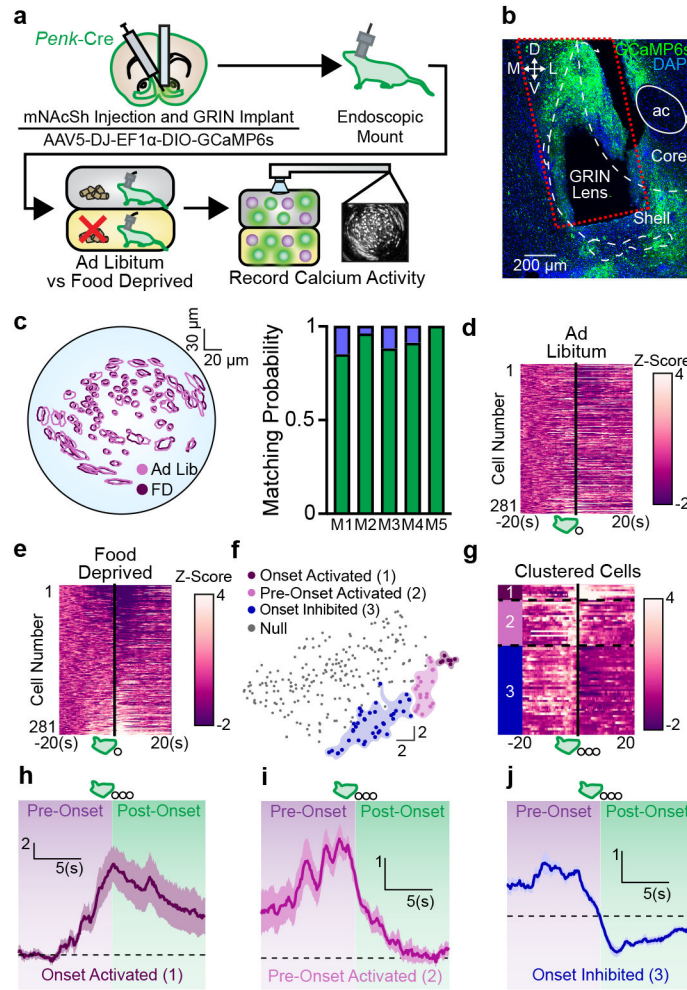 a
Penk-Cre
mNAcSh Injection and GRIN Implant
AAV5-DJ-EF1α-DIO-GCaMP6s
Endoscopic
Mount
Ad Libitum
vs Food Deprived
Record Calcium Activity
b
GCaMP6s
DAPI
D
M
L
V
ac
Core
GRIN
Lens
Shell
200 μm
c
30 μm
20 μm
Ad Lib
FD
Matching Probability
1
0.5
0
M1 M2 M3 M4 M5
d
Ad
Libitum
Z-Score
1
4
Cell Number
281
-2
-20(s)
20(s)
e
Food
Deprived
Z-Score
1
4
Cell Number
281
-2
-20(s)
20(s)
f
Onset Activated (1)
Pre-Onset Activated (2)
Onset Inhibited (3)
Null
2
2
g
Clustered Cells
1
2
3
4
-2
-20
20
h
Pre-Onset
Post-Onset
2
5(s)
Onset Activated (1)
i
Pre-Onset
Post-Onset
1
5(s)
Pre-Onset Activated (2)
j
Pre-Onset
Post-Onset
1
5(s)
Onset Inhibited (3)